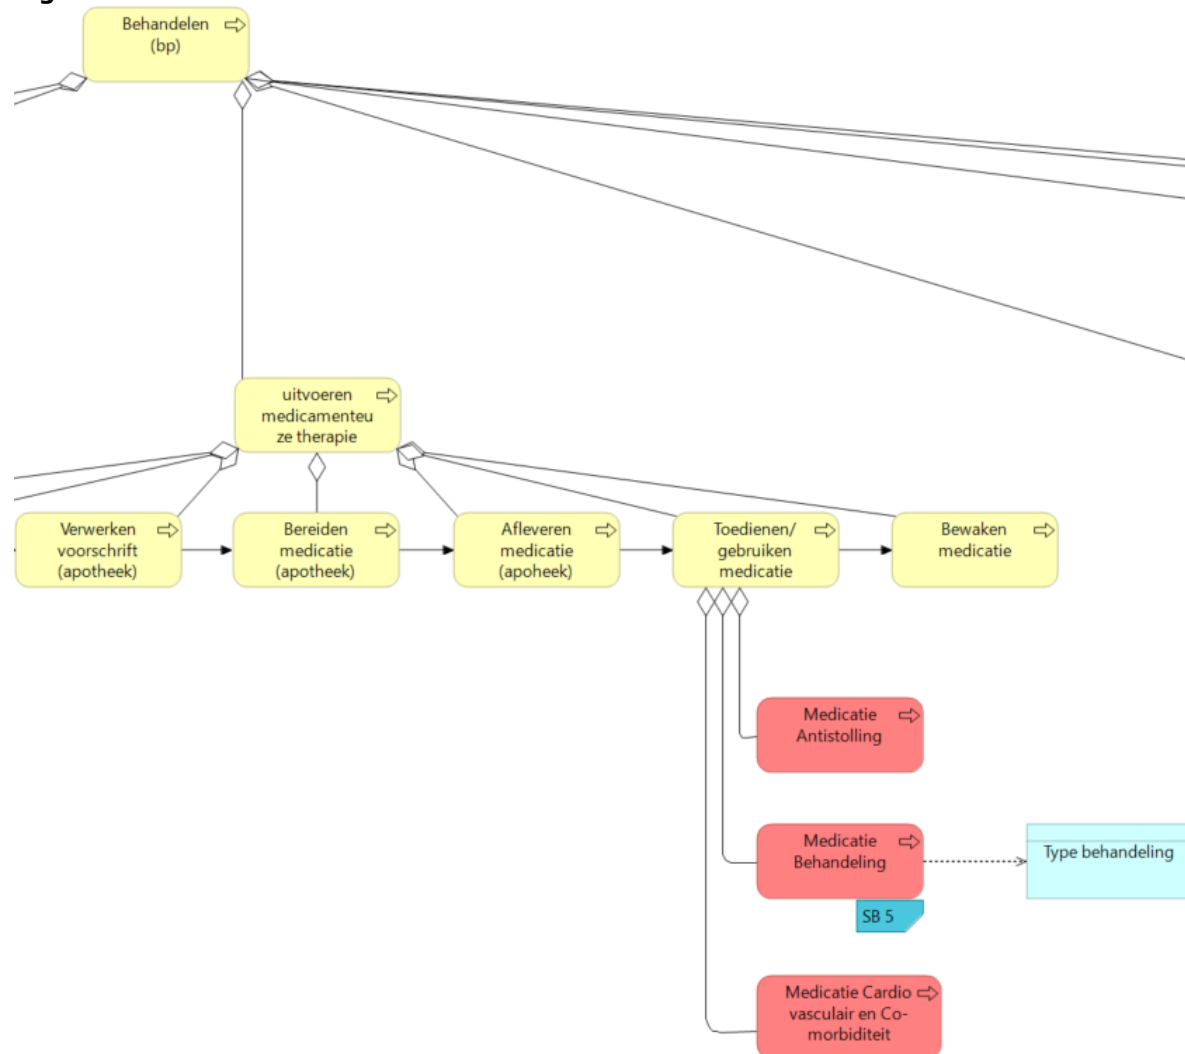 Behandelen
(bp)
uitvoeren
medicamenteu
ze therapie
Verwerken
voorschrift
(apotheek)
Bereiden
medicatie
(apotheek)
Afleveren
medicatie
(apoheek)
Toedienen/
gebruiken
medicatie
Bewaken
medicatie
Medicatie
Antistolling
Medicatie
Behandeling
Type behandeling
SB 5
Medicatie Cardio
vasculair en Co-
morbiditeit